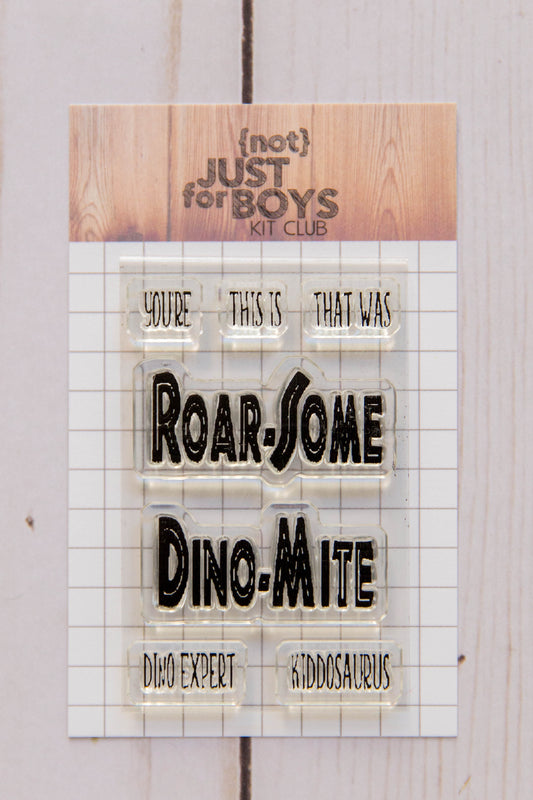 {not}
JUST
for BOYS
KIT CLUB
YOU'RE THIS IS THAT WAS
ROAR-SOME
DINO-MITE
DINO EXPERT KIDDOSAURUS